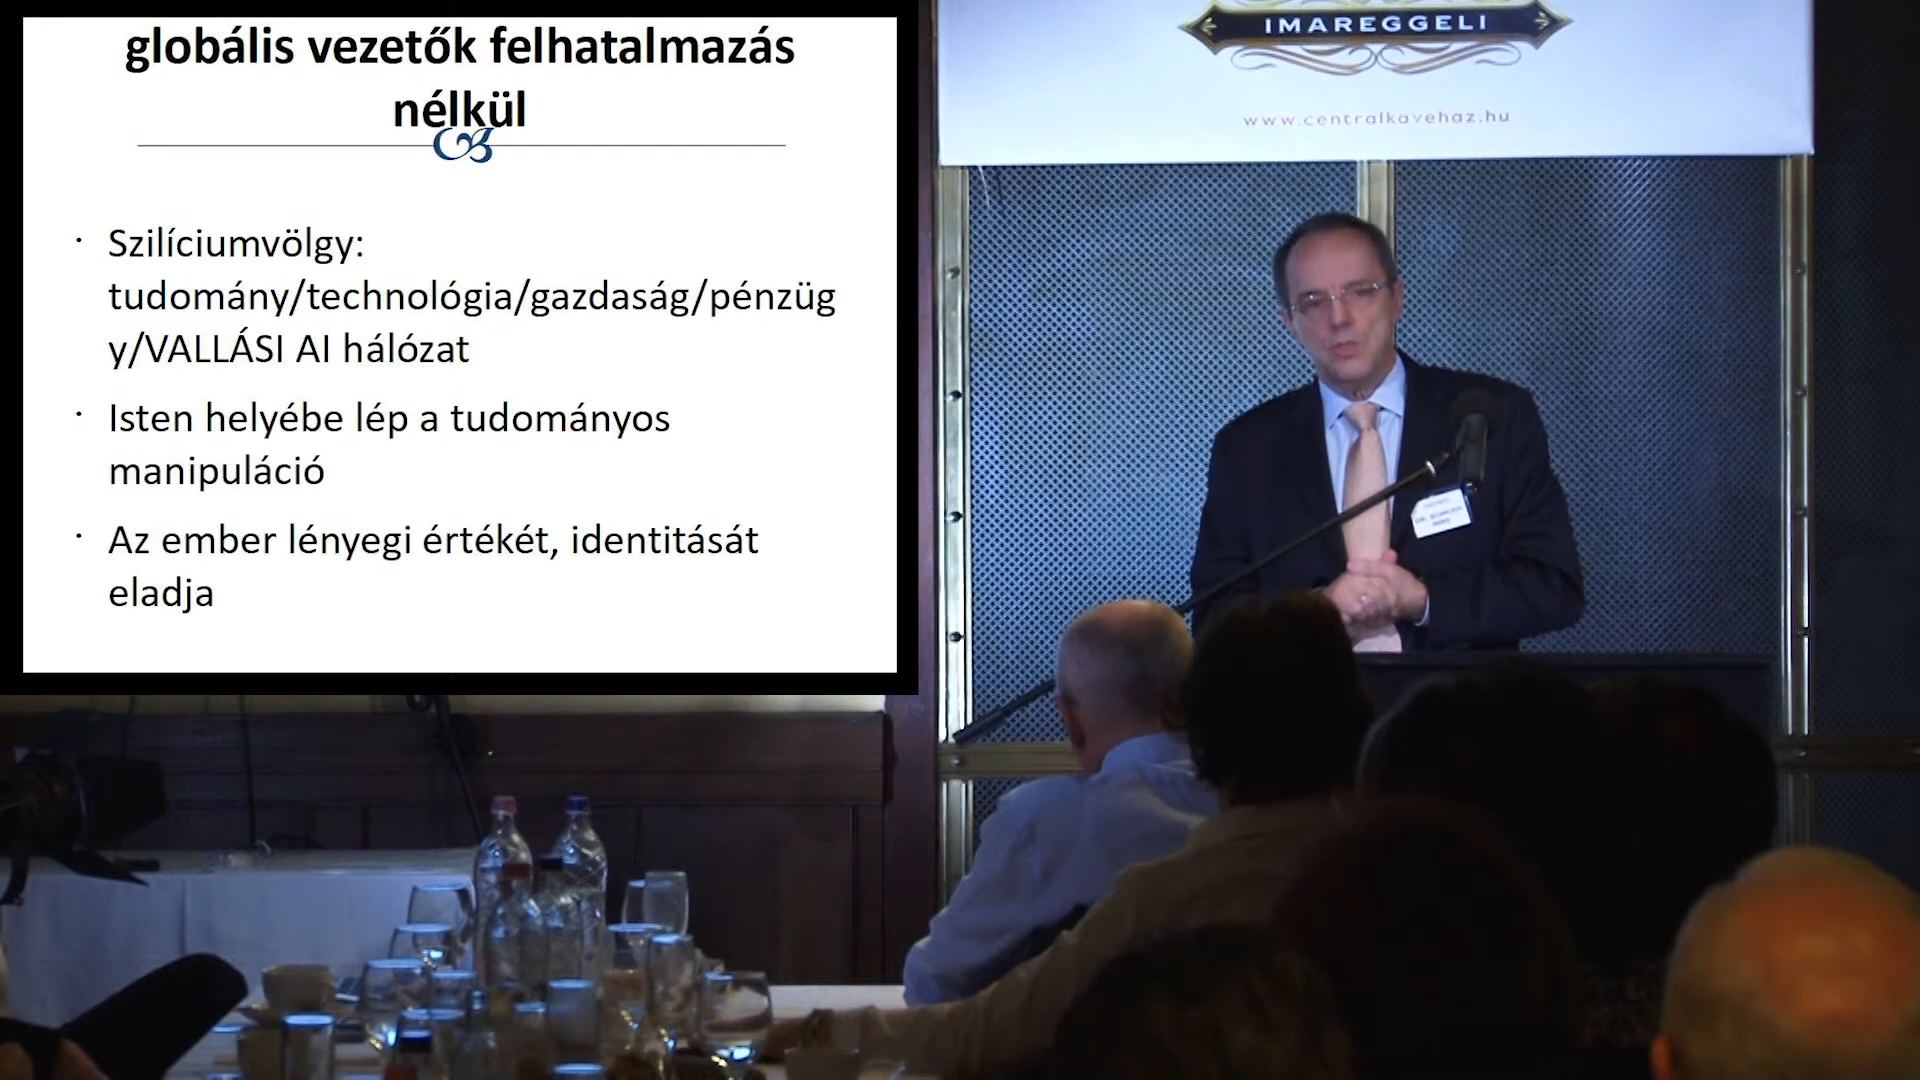 globális vezetők felhatalmazás
nélkül
· Szilíciumvölgy:
tudomány/technológia/gazdaság/pénzüg
y/VALLÁSI AI hálózat
· Isten helyébe lép a tudományos
manipuláció
· Az ember lényegi értékét, identitását
eladja
IMAREGGELI
www.centralkavehaz.hu